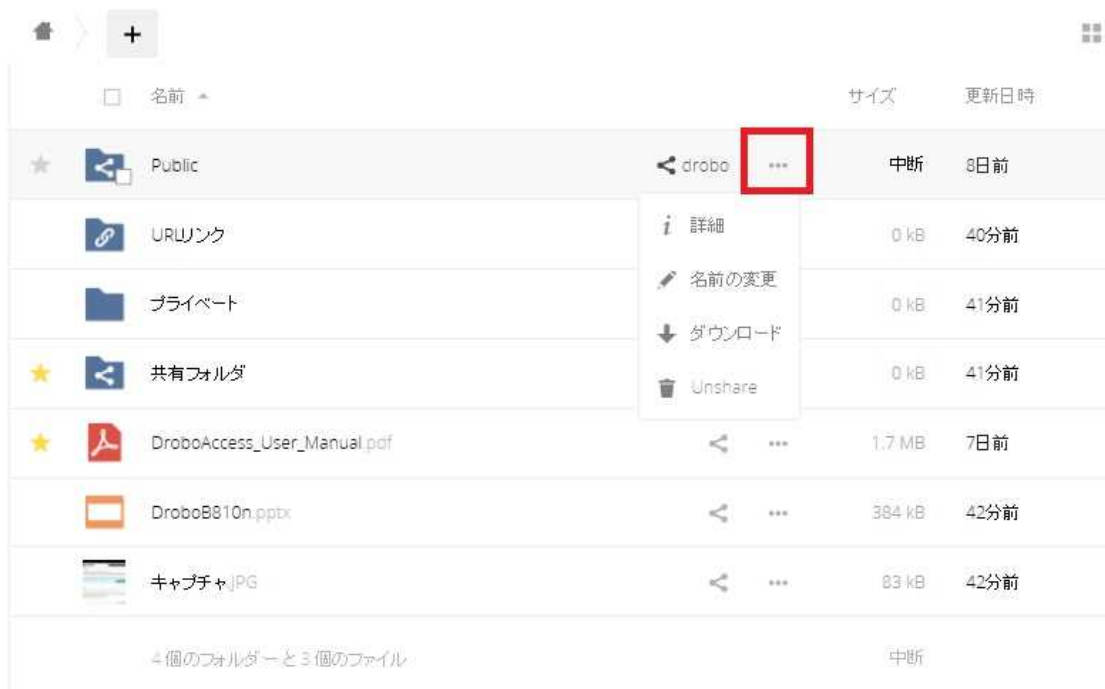 +
名前
サイズ 更新日時
Public drobo ••• 中断 8日前
i 詳細
URLリンク 0 kB 40分前
名前の変更
プライベート 0 kB 41分前
ダウンロード
共有フォルダ 0 kB 41分前
Unshare
DroboAccess_User_Manual.pdf ••• 1.7 MB 7日前
DroboB810n.pptx ••• 384 kB 42分前
キャプチャ.JPG ••• 83 kB 42分前
4個のフォルダーと3個のファイル 中断